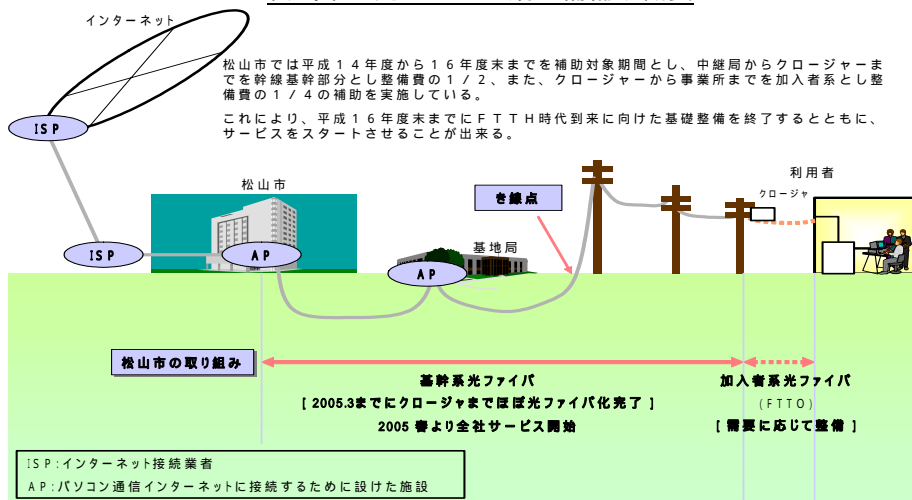 インターネット
松山市では平成１４年度から１６年度末までを補助対象期間とし、中継局からクロージャーま
でを幹線基幹部分とし整備費の１/２、また、クロージャーから事業所までを加入者系とし整
備費の１/４の補助を実施している。
これにより、平成１６年度末までにＦＴＴＨ時代到来に向けた基礎整備を終了するとともに、
サービスをスタートさせることが出来る。
ISP
松山市
き線点
利用者
クロージャ
ISP
AP
基地局
AP
松山市の取り組み
基幹系光ファイバ
[ 2005.3までにクロージャまでほぼ光ファイバ化完了 ]
2005 春より全社サービス開始
加入者系光ファイバ
(FTTO)
[ 需要に応じて整備 ]
ISP:インターネット接続業者
AP:パソコン通信インターネットに接続するために設けた施設